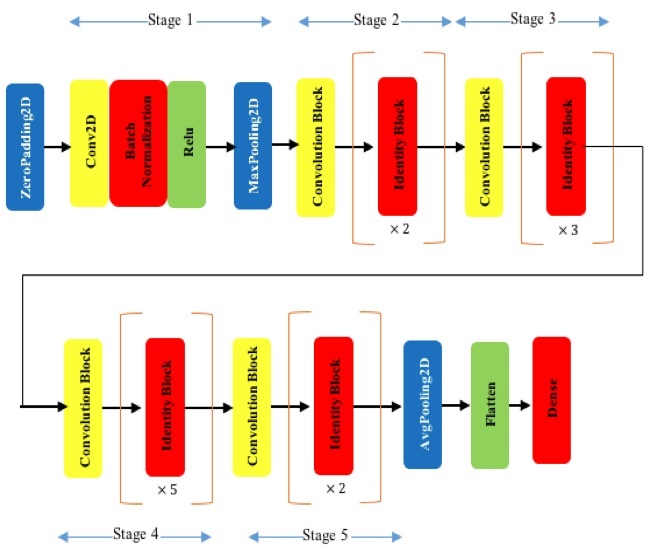 Stage 1
Stage 2
Stage 3
ZeroPadding2D
Conv2D
Batch
Normalization
Relu
MaxPooling2D
Convolution Block
Identity Block
× 2
Convolution Block
Identity Block
× 3
Convolution Block
Identity Block
× 5
Convolution Block
Identity Block
× 2
AvgPooling2D
Flatten
Dense
Stage 4
Stage 5